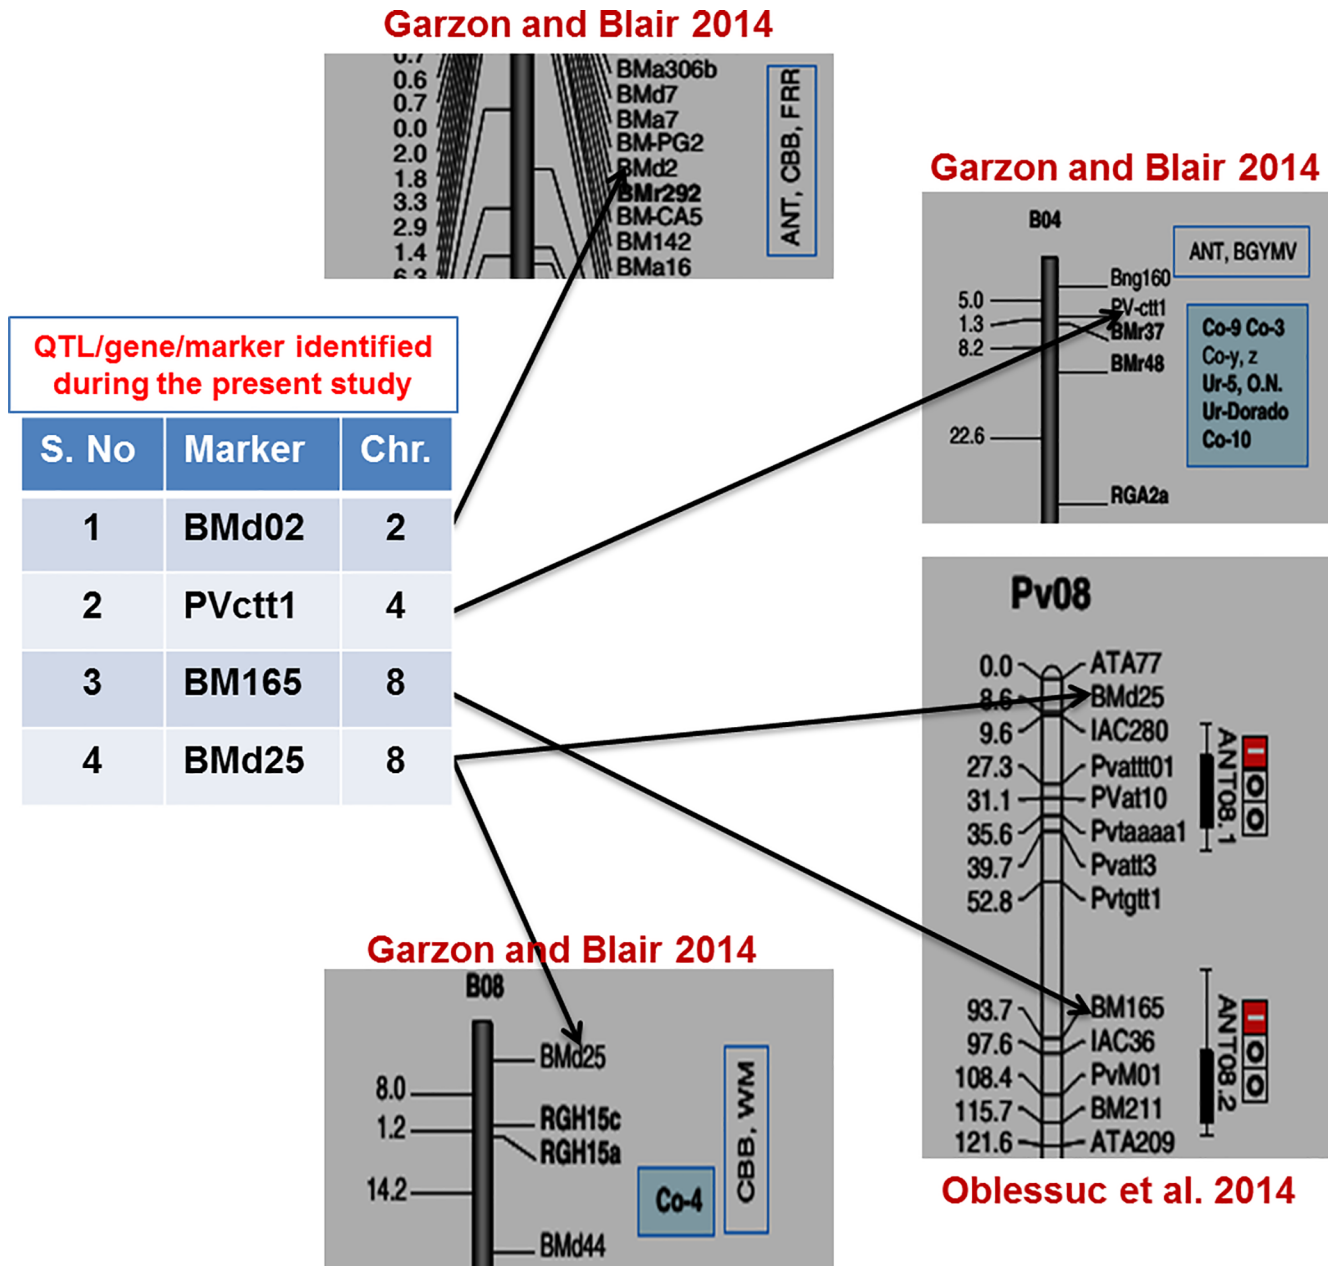 Garzon and Blair 2014
0.7
0.6
0.7
0.0
2.0
1.8
3.3
2.9
1.4
6.3
BMa306b
BMd7
BMa7
BM-PG2
BMd2
BMr292
BM-CA5
BM142
BMa16
ANT, CBB, FRR
Garzon and Blair 2014
B04
ANT, BGYMV
5.0
1.3
8.2
22.6
Bng160
PV-ctt1
BMr37
BMr48
RGA2a
Co-9 Co-3
Co-y, z
Ur-5, O.N.
Ur-Dorado
Co-10
QTL/gene/marker identified
during the present study
S. No Marker Chr.
1 BMd02 2
2 PVctt1 4
3 BM165 8
4 BMd25 8
Pv08
0.0 ATA77
8.6 BMd25
9.6 IAC280
27.3 Pvattt01
31.1 PVat10
35.6 Pvtaaaa1
39.7 Pvatt3
52.8 Pvtgtt1
93.7 BM165
97.6 IAC36
108.4 PvM01
115.7 BM211
121.6 ATA209
ANT08.1
ANT08.2
Oblessuc et al. 2014
Garzon and Blair 2014
B08
8.0
1.2
14.2
BMd25
RGH15c
RGH15a
BMd44
Co-4
CBB, WM